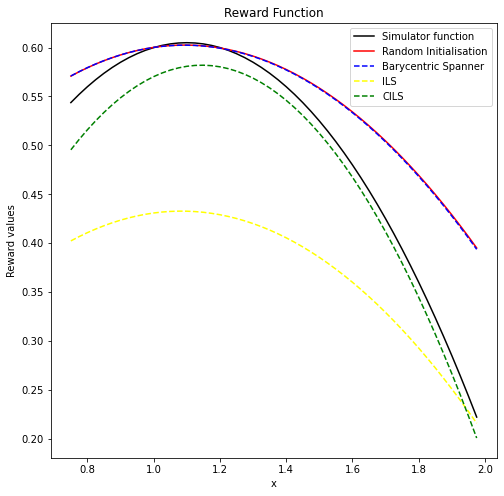 Reward Function
Simulator function
Random Initialisation
Barycentric Spanner
ILS
CILS
Reward values
0.60
0.55
0.50
0.45
0.40
0.35
0.30
0.25
0.20
0.8
1.0
1.2
1.4
1.6
1.8
2.0
x